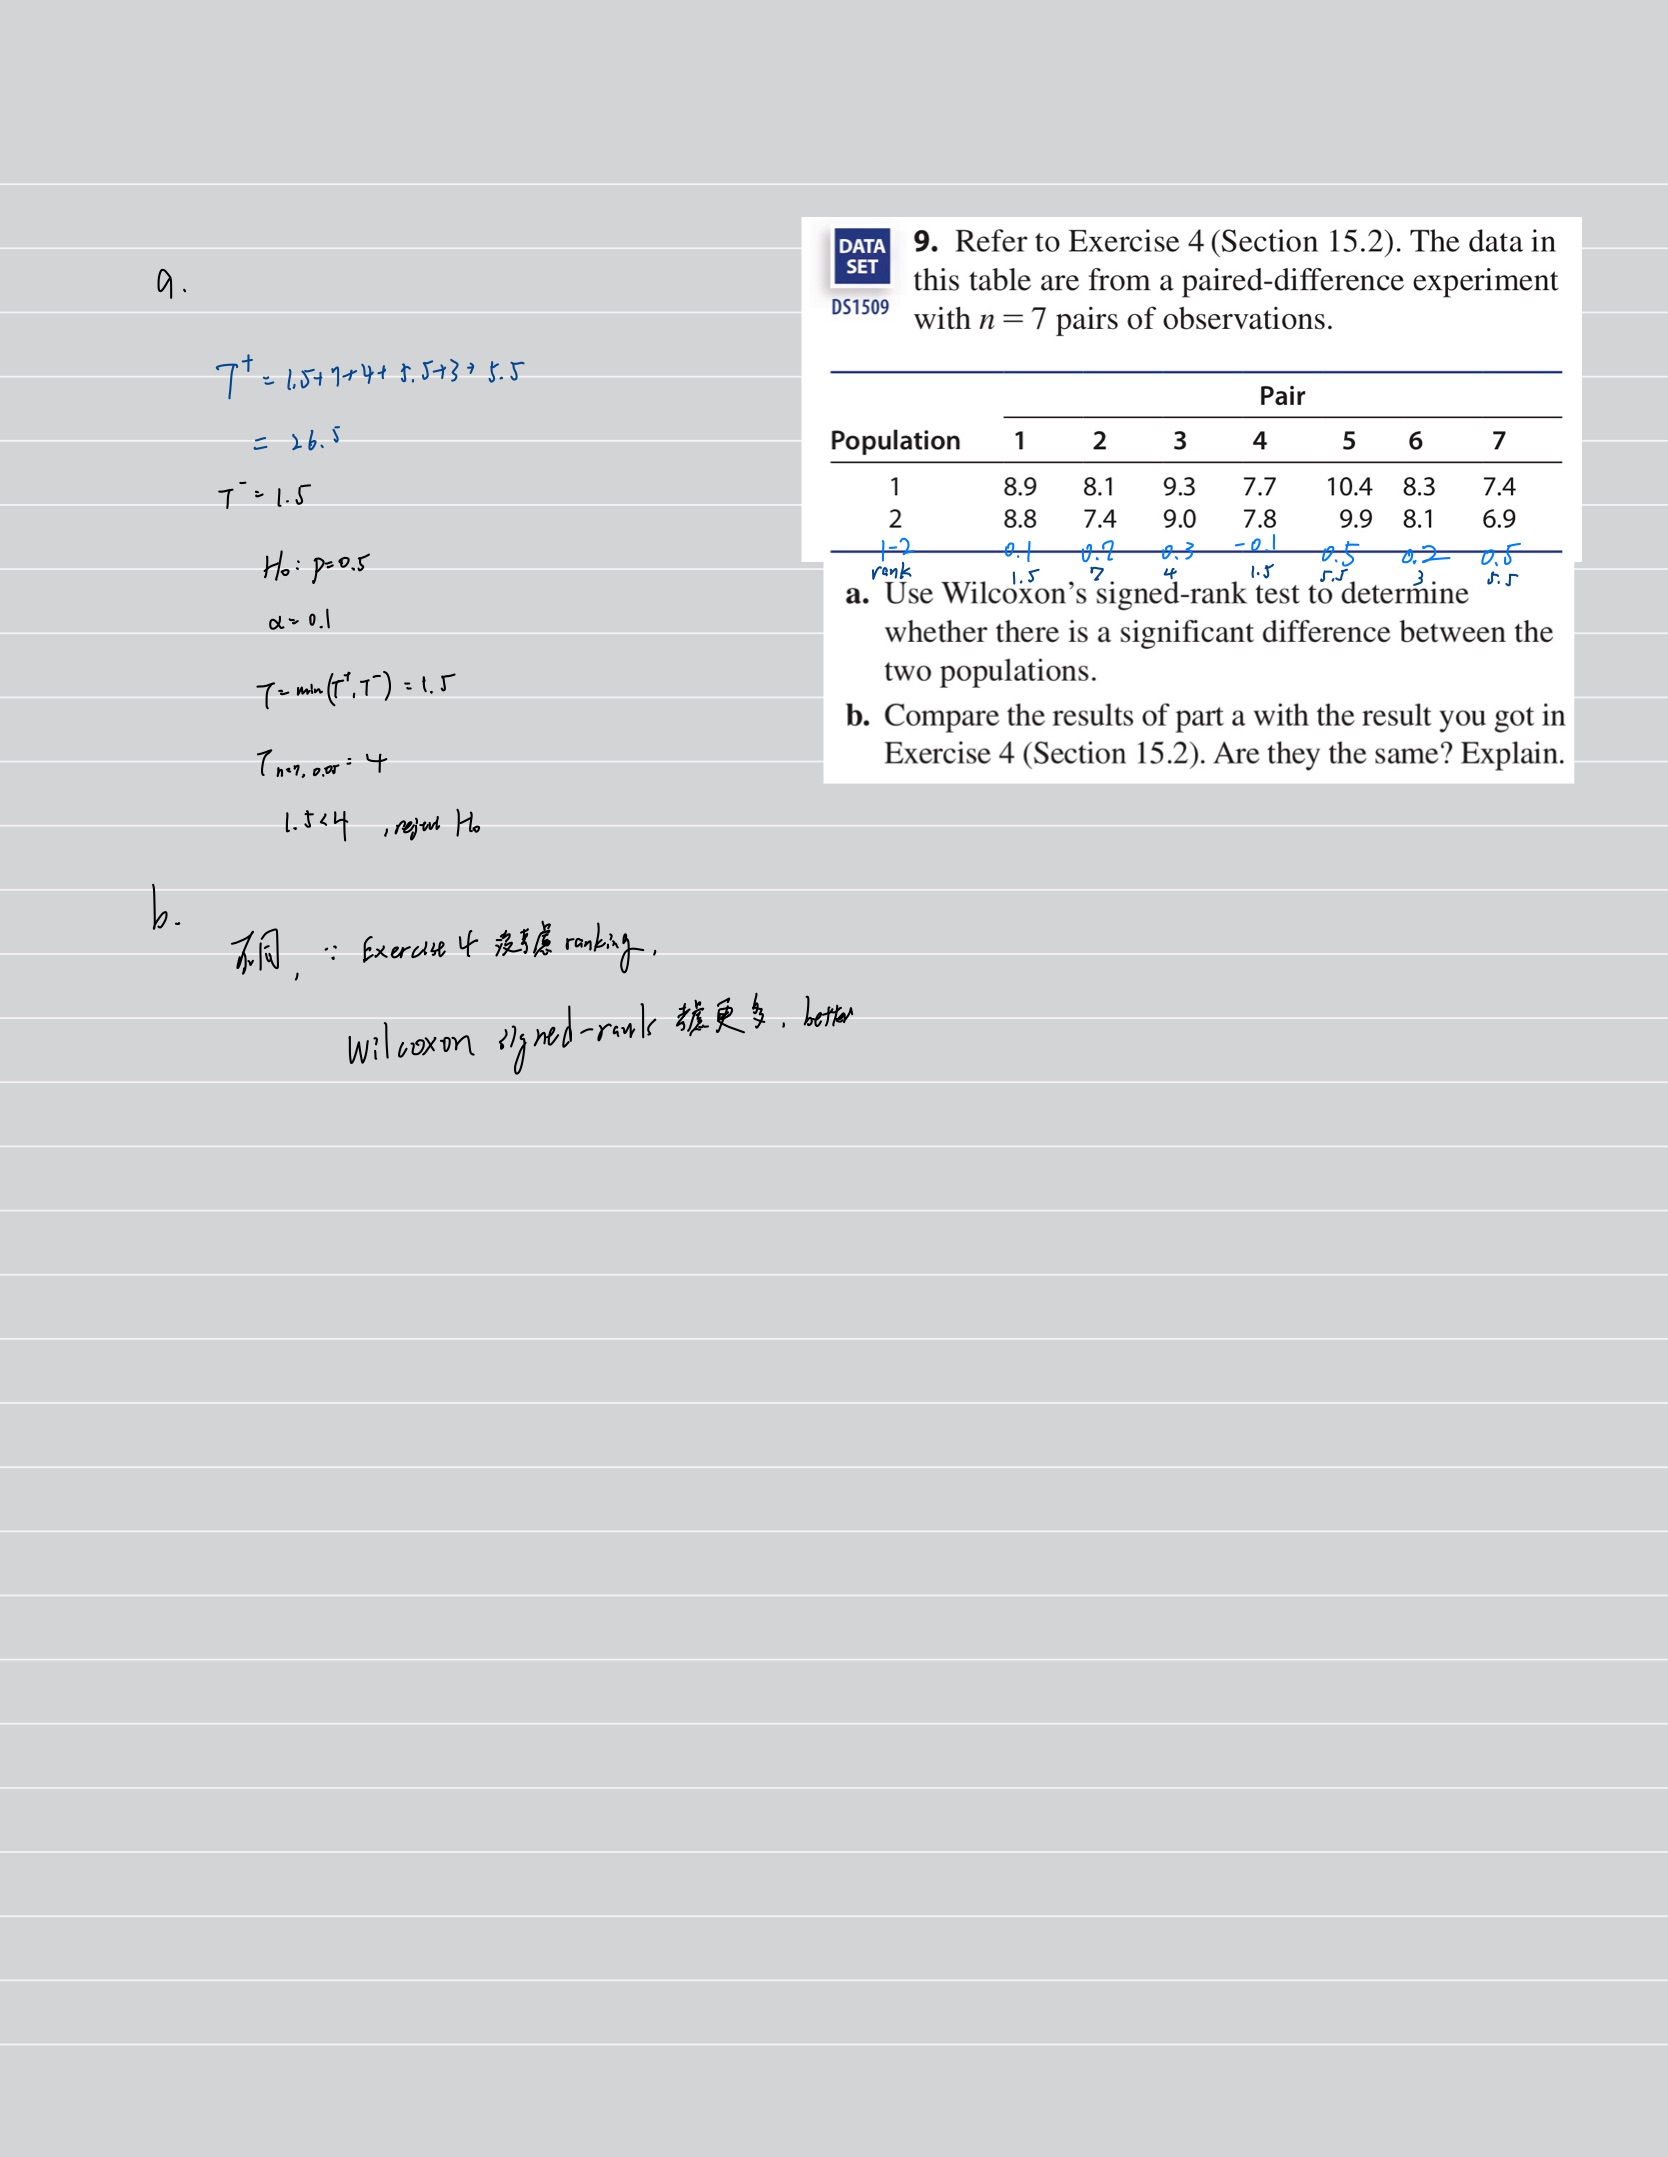 a.
T⁺ = 1.5+7+4+5.5+3+5.5
= 26.5
T⁻ = 1.5
H₀: p=0.5
α = 0.1
T = min(T⁺, T⁻) = 1.5
T n=7, 0.05 = 4
1.5<4 , reject H₀
b.
不同, ∵ Exercise 4 沒考慮 ranking,
Wilcoxon signed-rank 考慮更多, better
DATA SET
DS1509
9. Refer to Exercise 4 (Section 15.2). The data in
this table are from a paired-difference experiment
with n = 7 pairs of observations.
Pair
Population 1 2 3 4 5 6 7
1 8.9 8.1 9.3 7.7 10.4 8.3 7.4
2 8.8 7.4 9.0 7.8 9.9 8.1 6.9
1-2 0.1 0.7 0.3 -0.1 0.5 0.2 0.5
rank 1.5 7 4 1.5 5.5 3 5.5
a. Use Wilcoxon's signed-rank test to determine
whether there is a significant difference between the
two populations.
b. Compare the results of part a with the result you got in
Exercise 4 (Section 15.2). Are they the same? Explain.